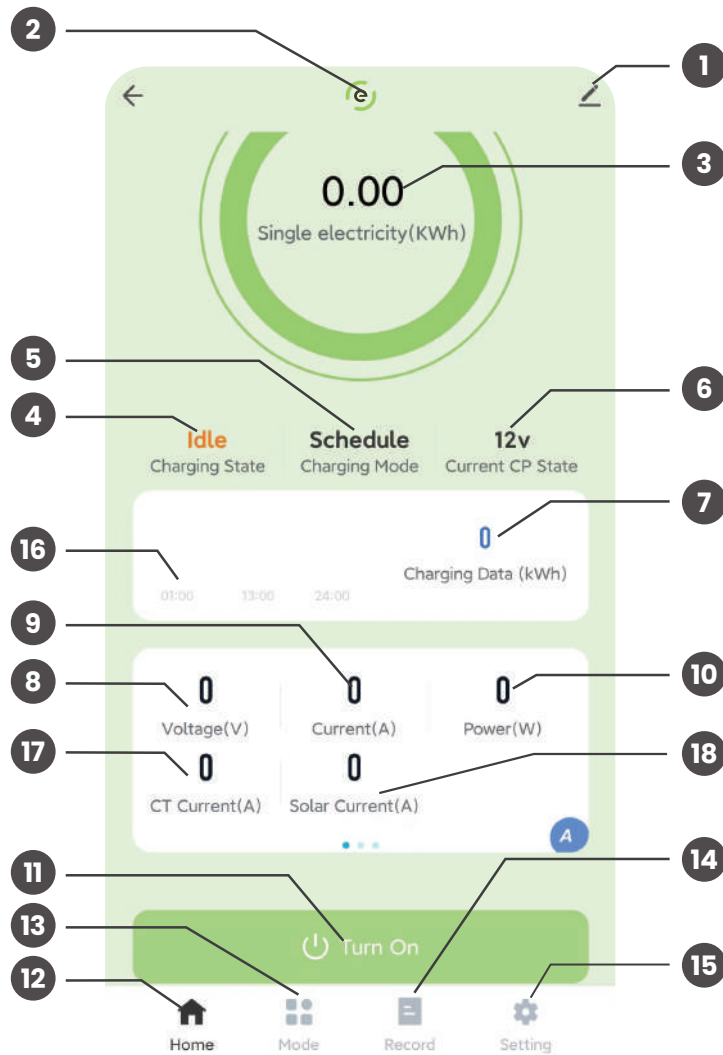 2
1
e
3
0.00
Single electricity(KWh)
5
4
6
Idle
Schedule
12v
Charging State
Charging Mode
Current CP State
7
0
16
Charging Data (kWh)
01:00
13:00
24:00
9
8
10
0
0
0
Voltage(V)
Current(A)
Power(W)
17
18
0
0
CT Current(A)
Solar Current(A)
A
14
11
13
Turn On
12
15
Home
Mode
Record
Setting